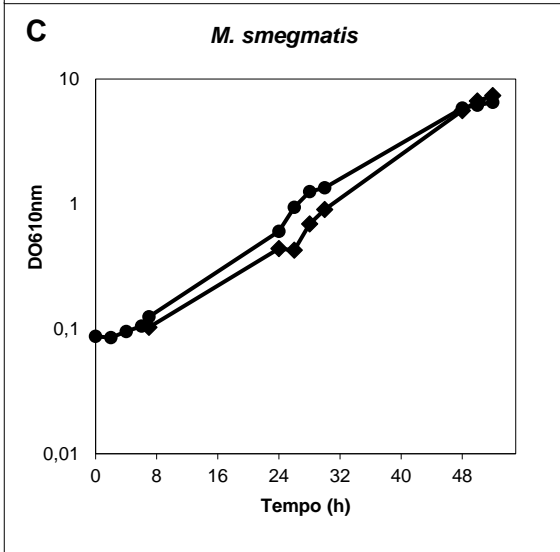 C
M. smegmatis
10
1
0,1
0,01
DO610nm
0 8 16 24 32 40 48
Tempo (h)